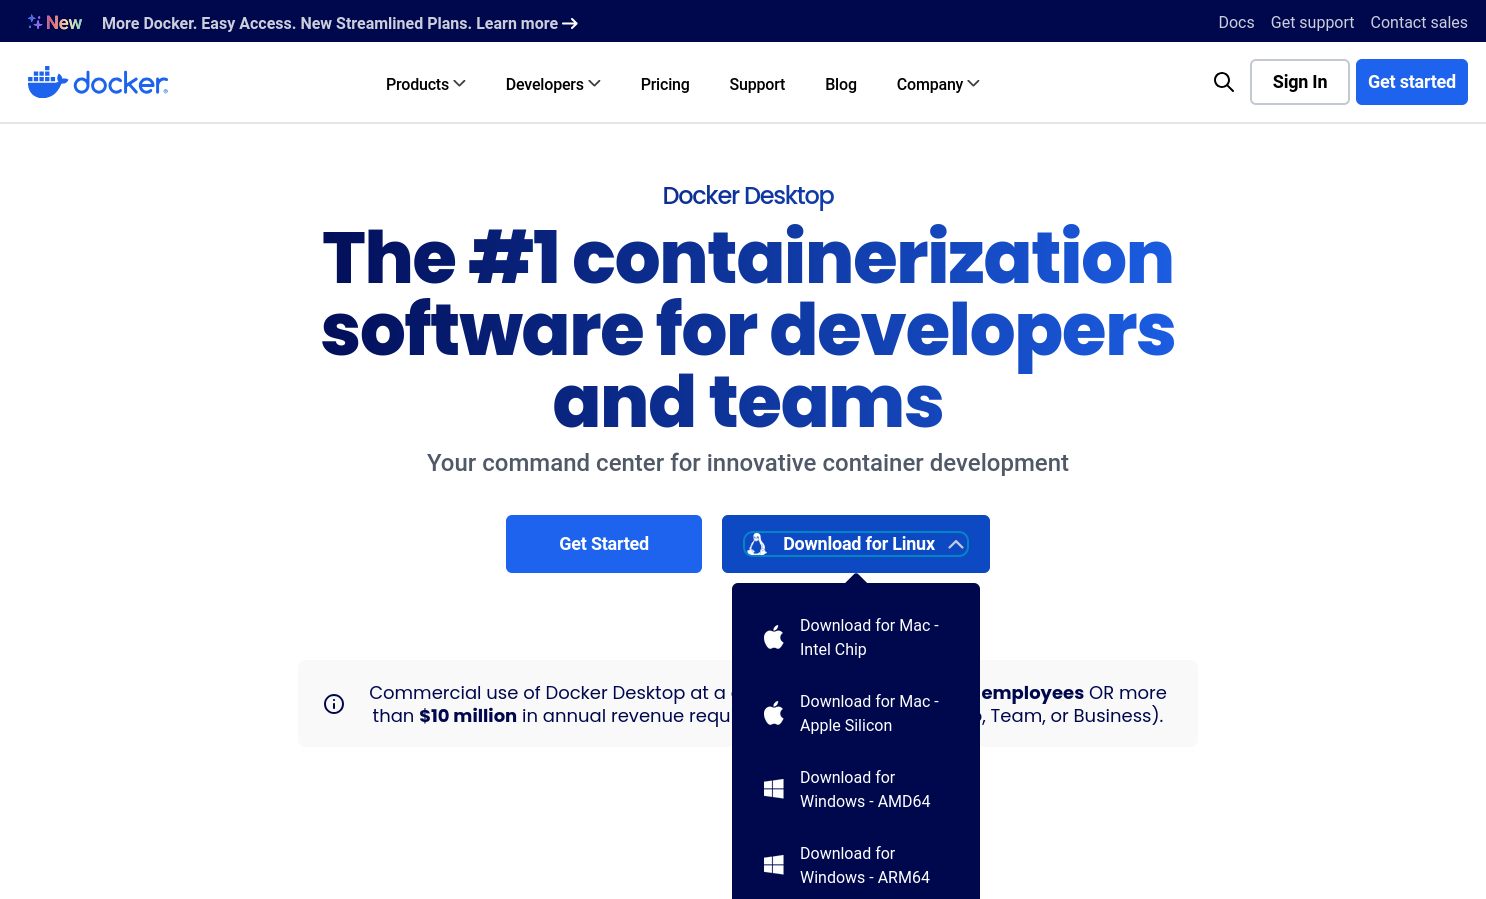 New More Docker. Easy Access. New Streamlined Plans. Learn more
Docs Get support Contact sales
docker
Products Developers Pricing Support Blog Company
Sign In Get started
Docker Desktop
The #1 containerization
software for developers
and teams
Your command center for innovative container development
Get Started Download for Linux
Download for Mac -
Intel Chip
Download for Mac -
Apple Silicon
Download for
Windows - AMD64
Download for
Windows - ARM64
Commercial use of Docker Desktop at a employees OR more
than $10 million in annual revenue Team, or Business).